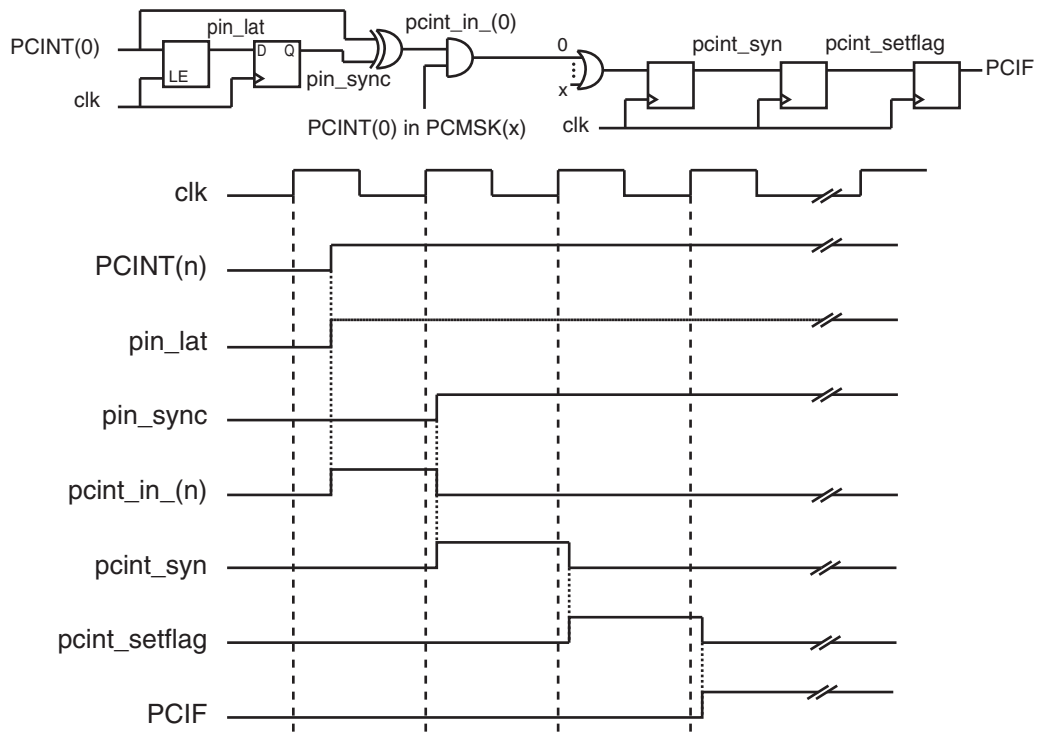 pin_lat
pcint_in_(0)
PCINT(0)
D Q
LE
pin_sync
clk
PCINT(0) in PCMSK(x)
0
x
clk
pcint_syn
pcint_setflag
PCIF
clk
PCINT(n)
pin_lat
pin_sync
pcint_in_(n)
pcint_syn
pcint_setflag
PCIF